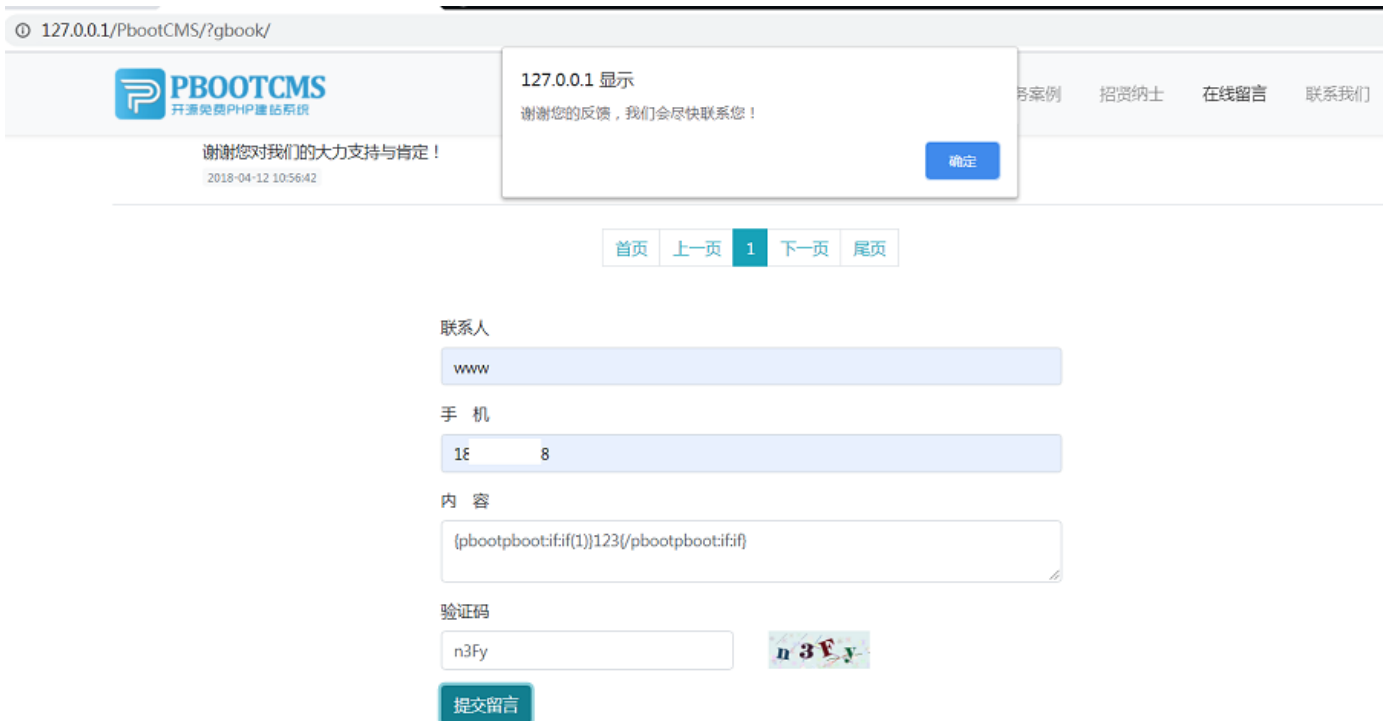 127.0.0.1/PbootCMS/?gbook/
PBOOTCMS
开源免费PHP建站系统
127.0.0.1 显示
谢谢您的反馈，我们会尽快联系您！
确定
务案例 招贤纳士 在线留言 联系我们
谢谢您对我们的大力支持与肯定！
2018-04-12 10:56:42
首页 上一页 1 下一页 尾页
联系人
www
手 机
18 8
内 容
{pbootpboot:if:if(1)}123{/pbootpboot:if:if}
验证码
n3Fy
n3Fy
提交留言